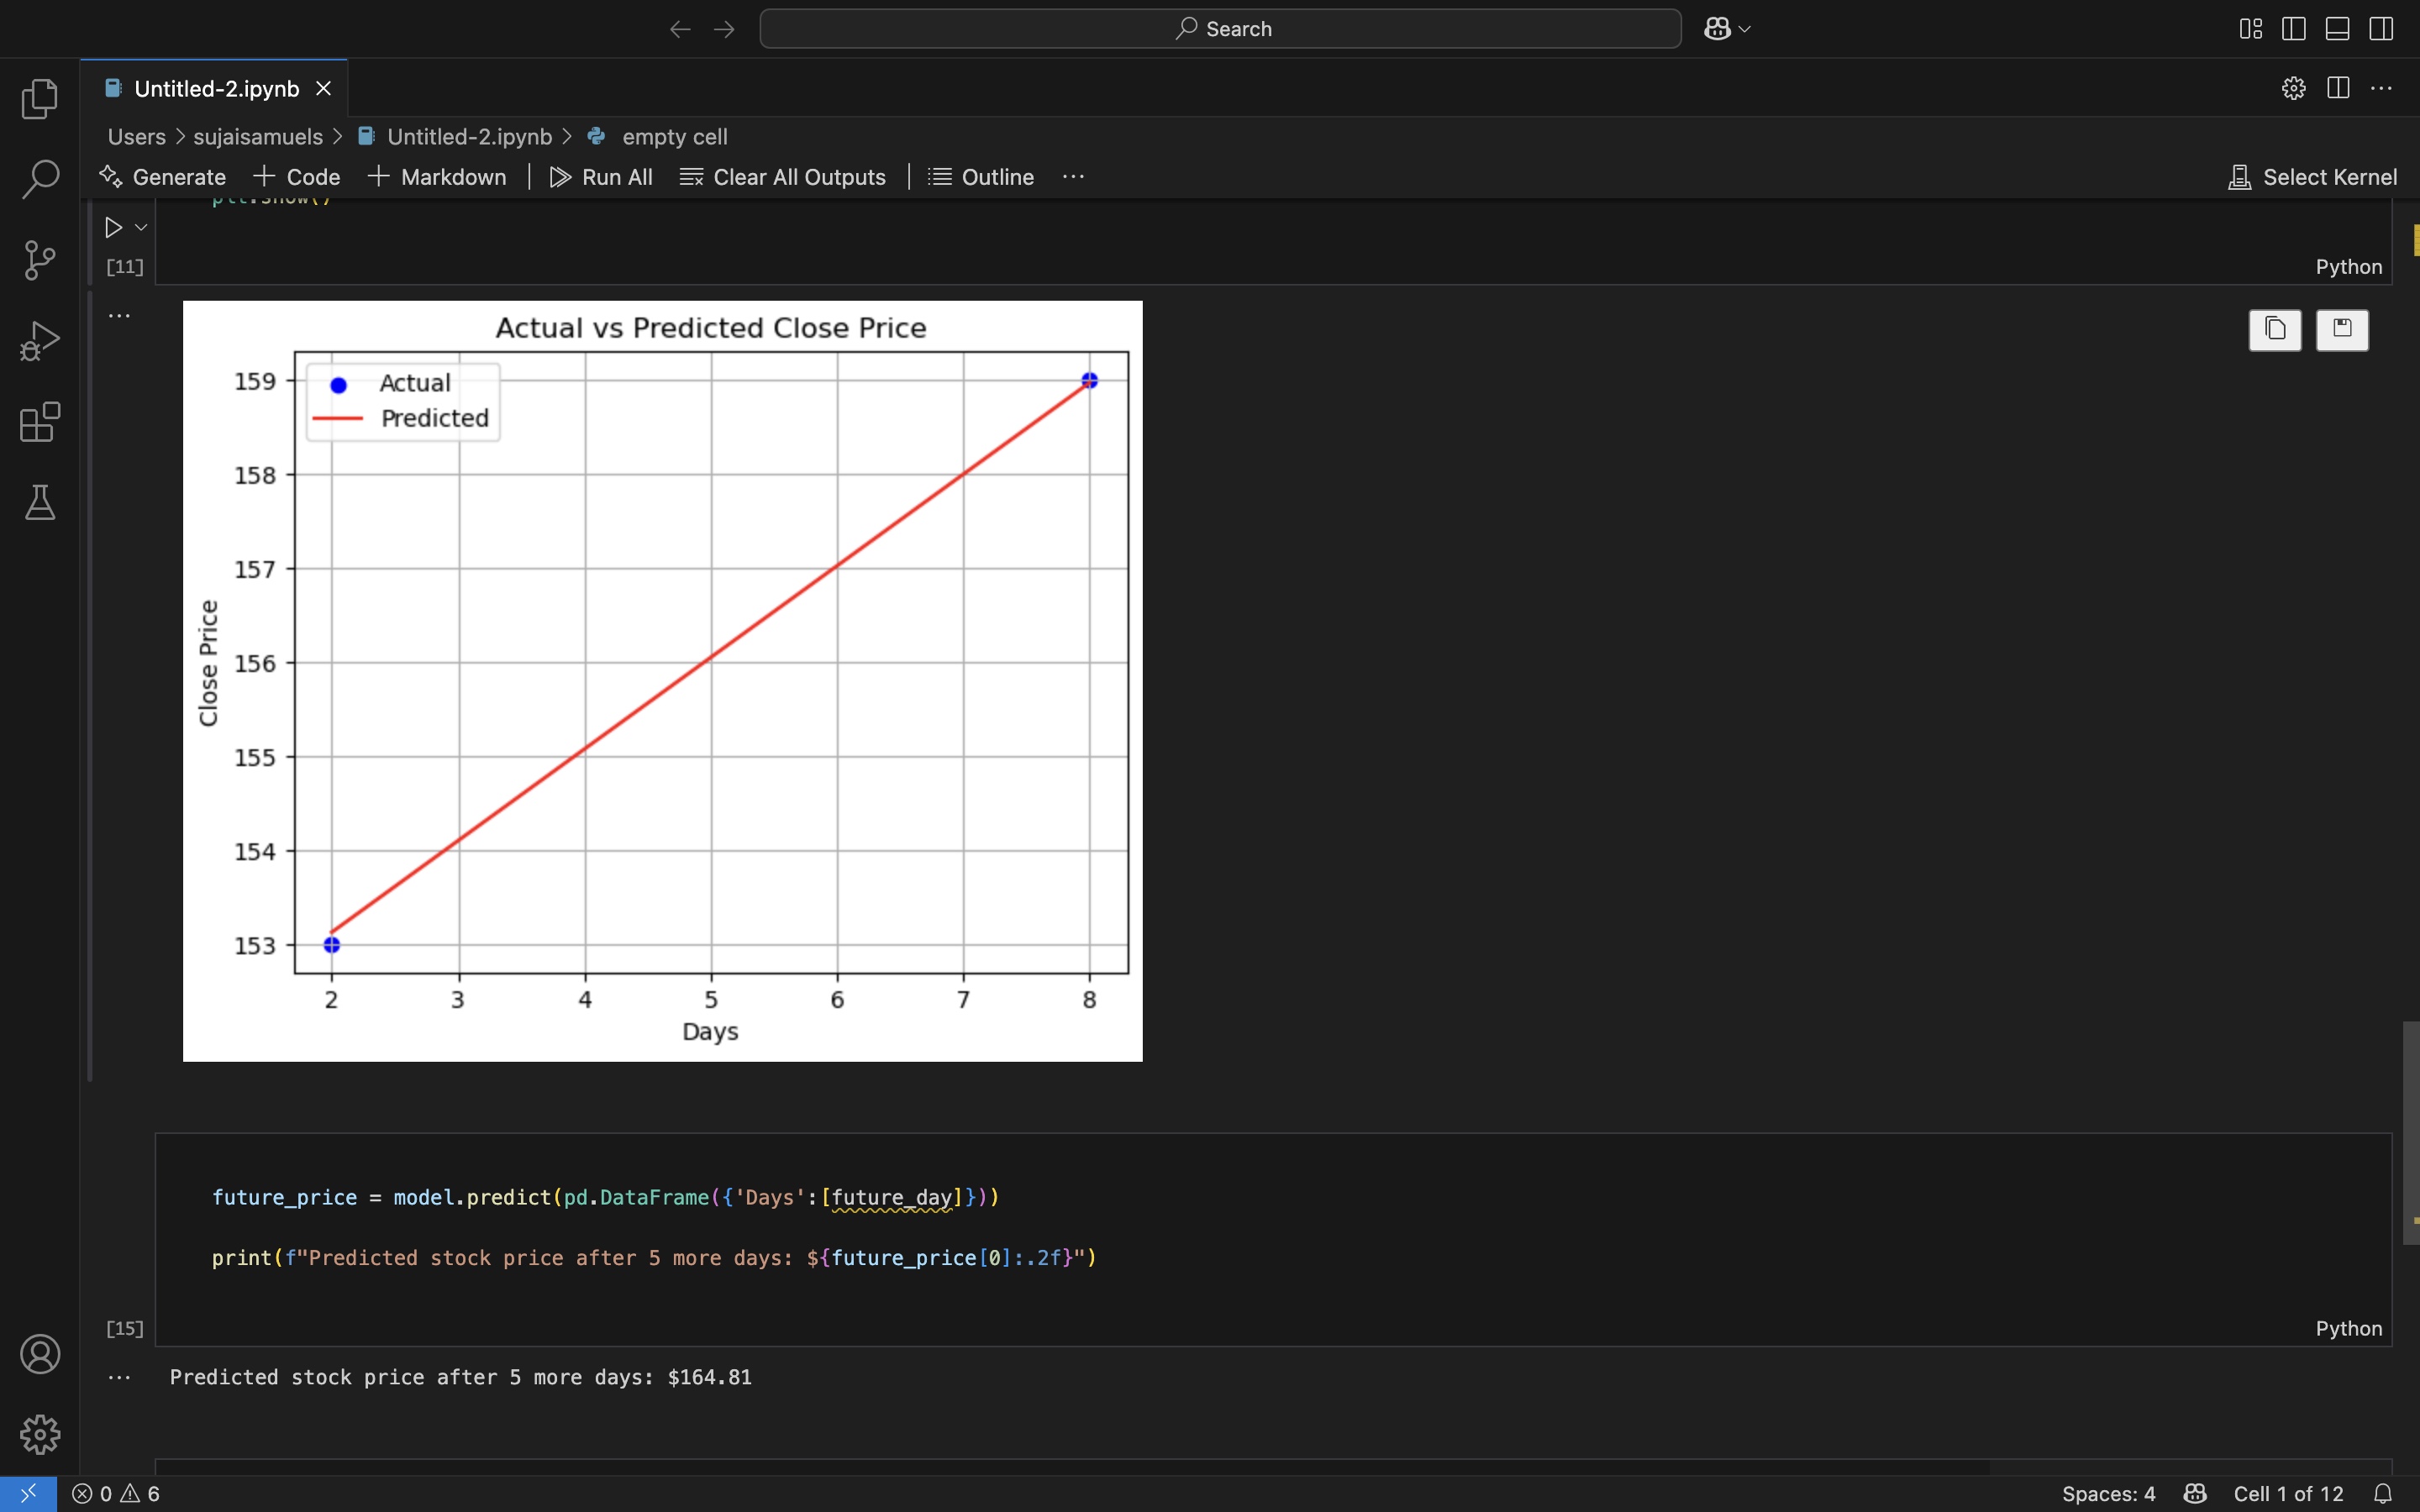 Search
Untitled-2.ipynb
Users > sujaisamuels > Untitled-2.ipynb > empty cell
Generate + Code + Markdown | Run All Clear All Outputs | Outline ...
Select Kernel
plt.show()
[11]
Python
...
Actual vs Predicted Close Price
Actual
Predicted
159
158
157
156
155
154
153
Close Price
2 3 4 5 6 7 8
Days
future_price = model.predict(pd.DataFrame({'Days':[future_day]}))
print(f"Predicted stock price after 5 more days: ${future_price[0]:.2f}")
[15]
Python
... Predicted stock price after 5 more days: $164.81
0 6
Spaces: 4 Cell 1 of 12